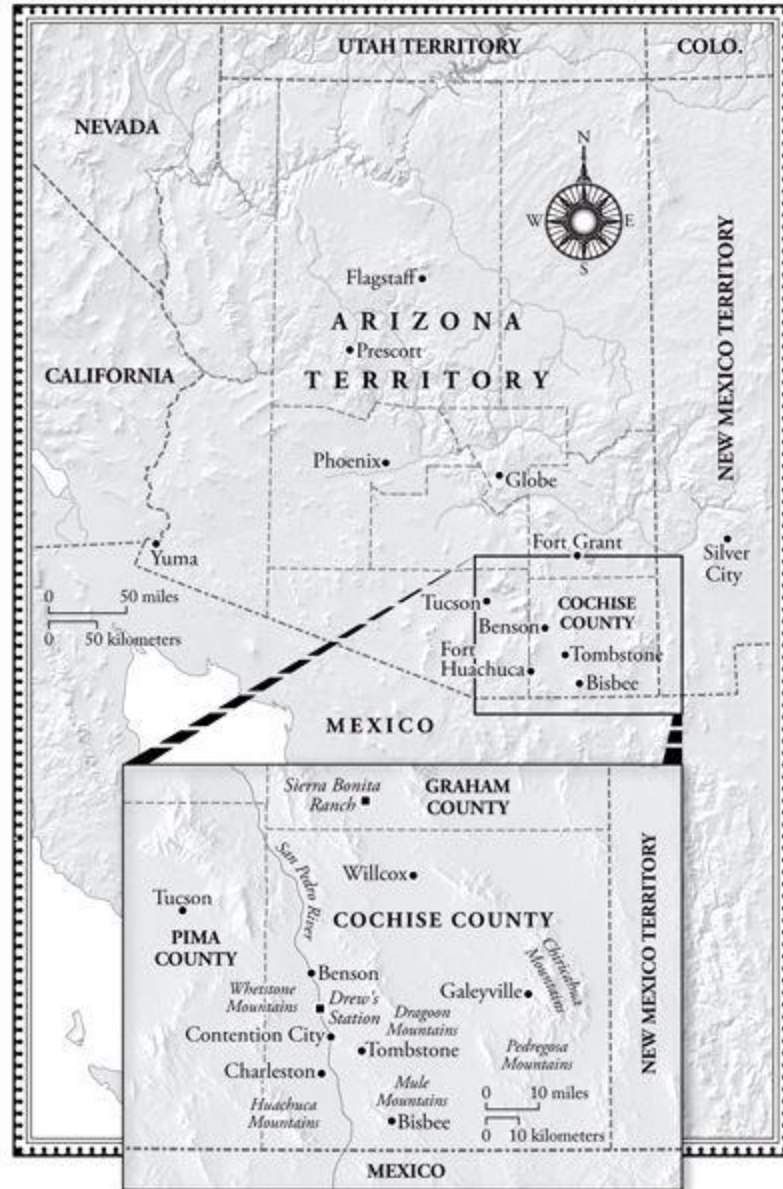 UTAH TERRITORY
COLO.
NEVADA
N
W
E
S
NEW MEXICO TERRITORY
Flagstaff
ARIZONA
Prescott
CALIFORNIA
TERRITORY
Phoenix
Globe
Fort Grant
Silver
City
Yuma
0 50 miles
0 50 kilometers
Tucson
COCHISE
COUNTY
Benson
Fort
Huachuca
Tombstone
Bisbee
MEXICO
Sierra Bonita
Ranch
GRAHAM
COUNTY
San Pedro River
Willcox
Tucson
COCHISE COUNTY
PIMA
COUNTY
NEW MEXICO TERRITORY
Chiricahua
Mountains
Benson
Galeyville
Whetstone
Mountains
Drew's
Station
Dragoon
Mountains
Contention City
Tombstone
Pedregosa
Mountains
Charleston
Mule
Mountains
0 10 miles
Huachuca
Mountains
Bisbee
0 10 kilometers
MEXICO